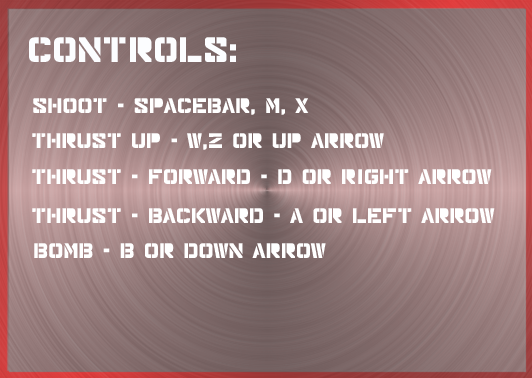 CONTROLS:
SHOOT - SPACEBAR, M, X
THRUST UP - W,Z OR UP ARROW
THRUST - FORWARD - D OR RIGHT ARROW
THRUST - BACKWARD - A OR LEFT ARROW
BOMB - B OR DOWN ARROW